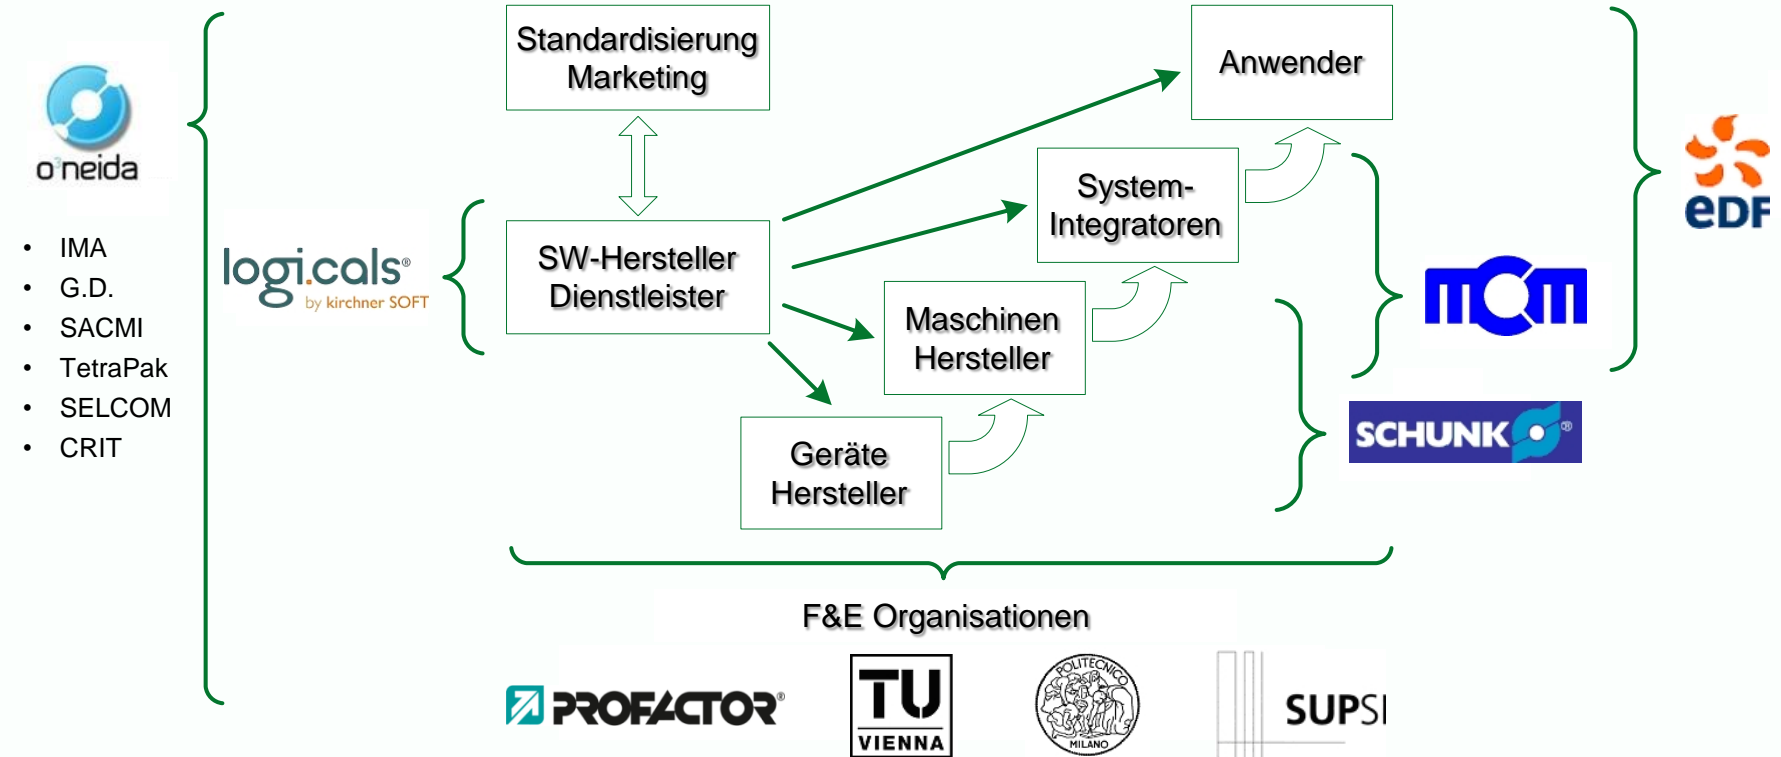 o³neida
• IMA
• G.D.
• SACMI
• TetraPak
• SELCOM
• CRIT
logi.cals®
by kirchner SOFT
Standardisierung
Marketing
SW-Hersteller
Dienstleister
Anwender
System-
Integratoren
Maschinen
Hersteller
Geräte
Hersteller
eDF
mcm
SCHUNK®
F&E Organisationen
PROFACTOR®
TU
VIENNA
POLITECNICO
MILANO
SUPSI